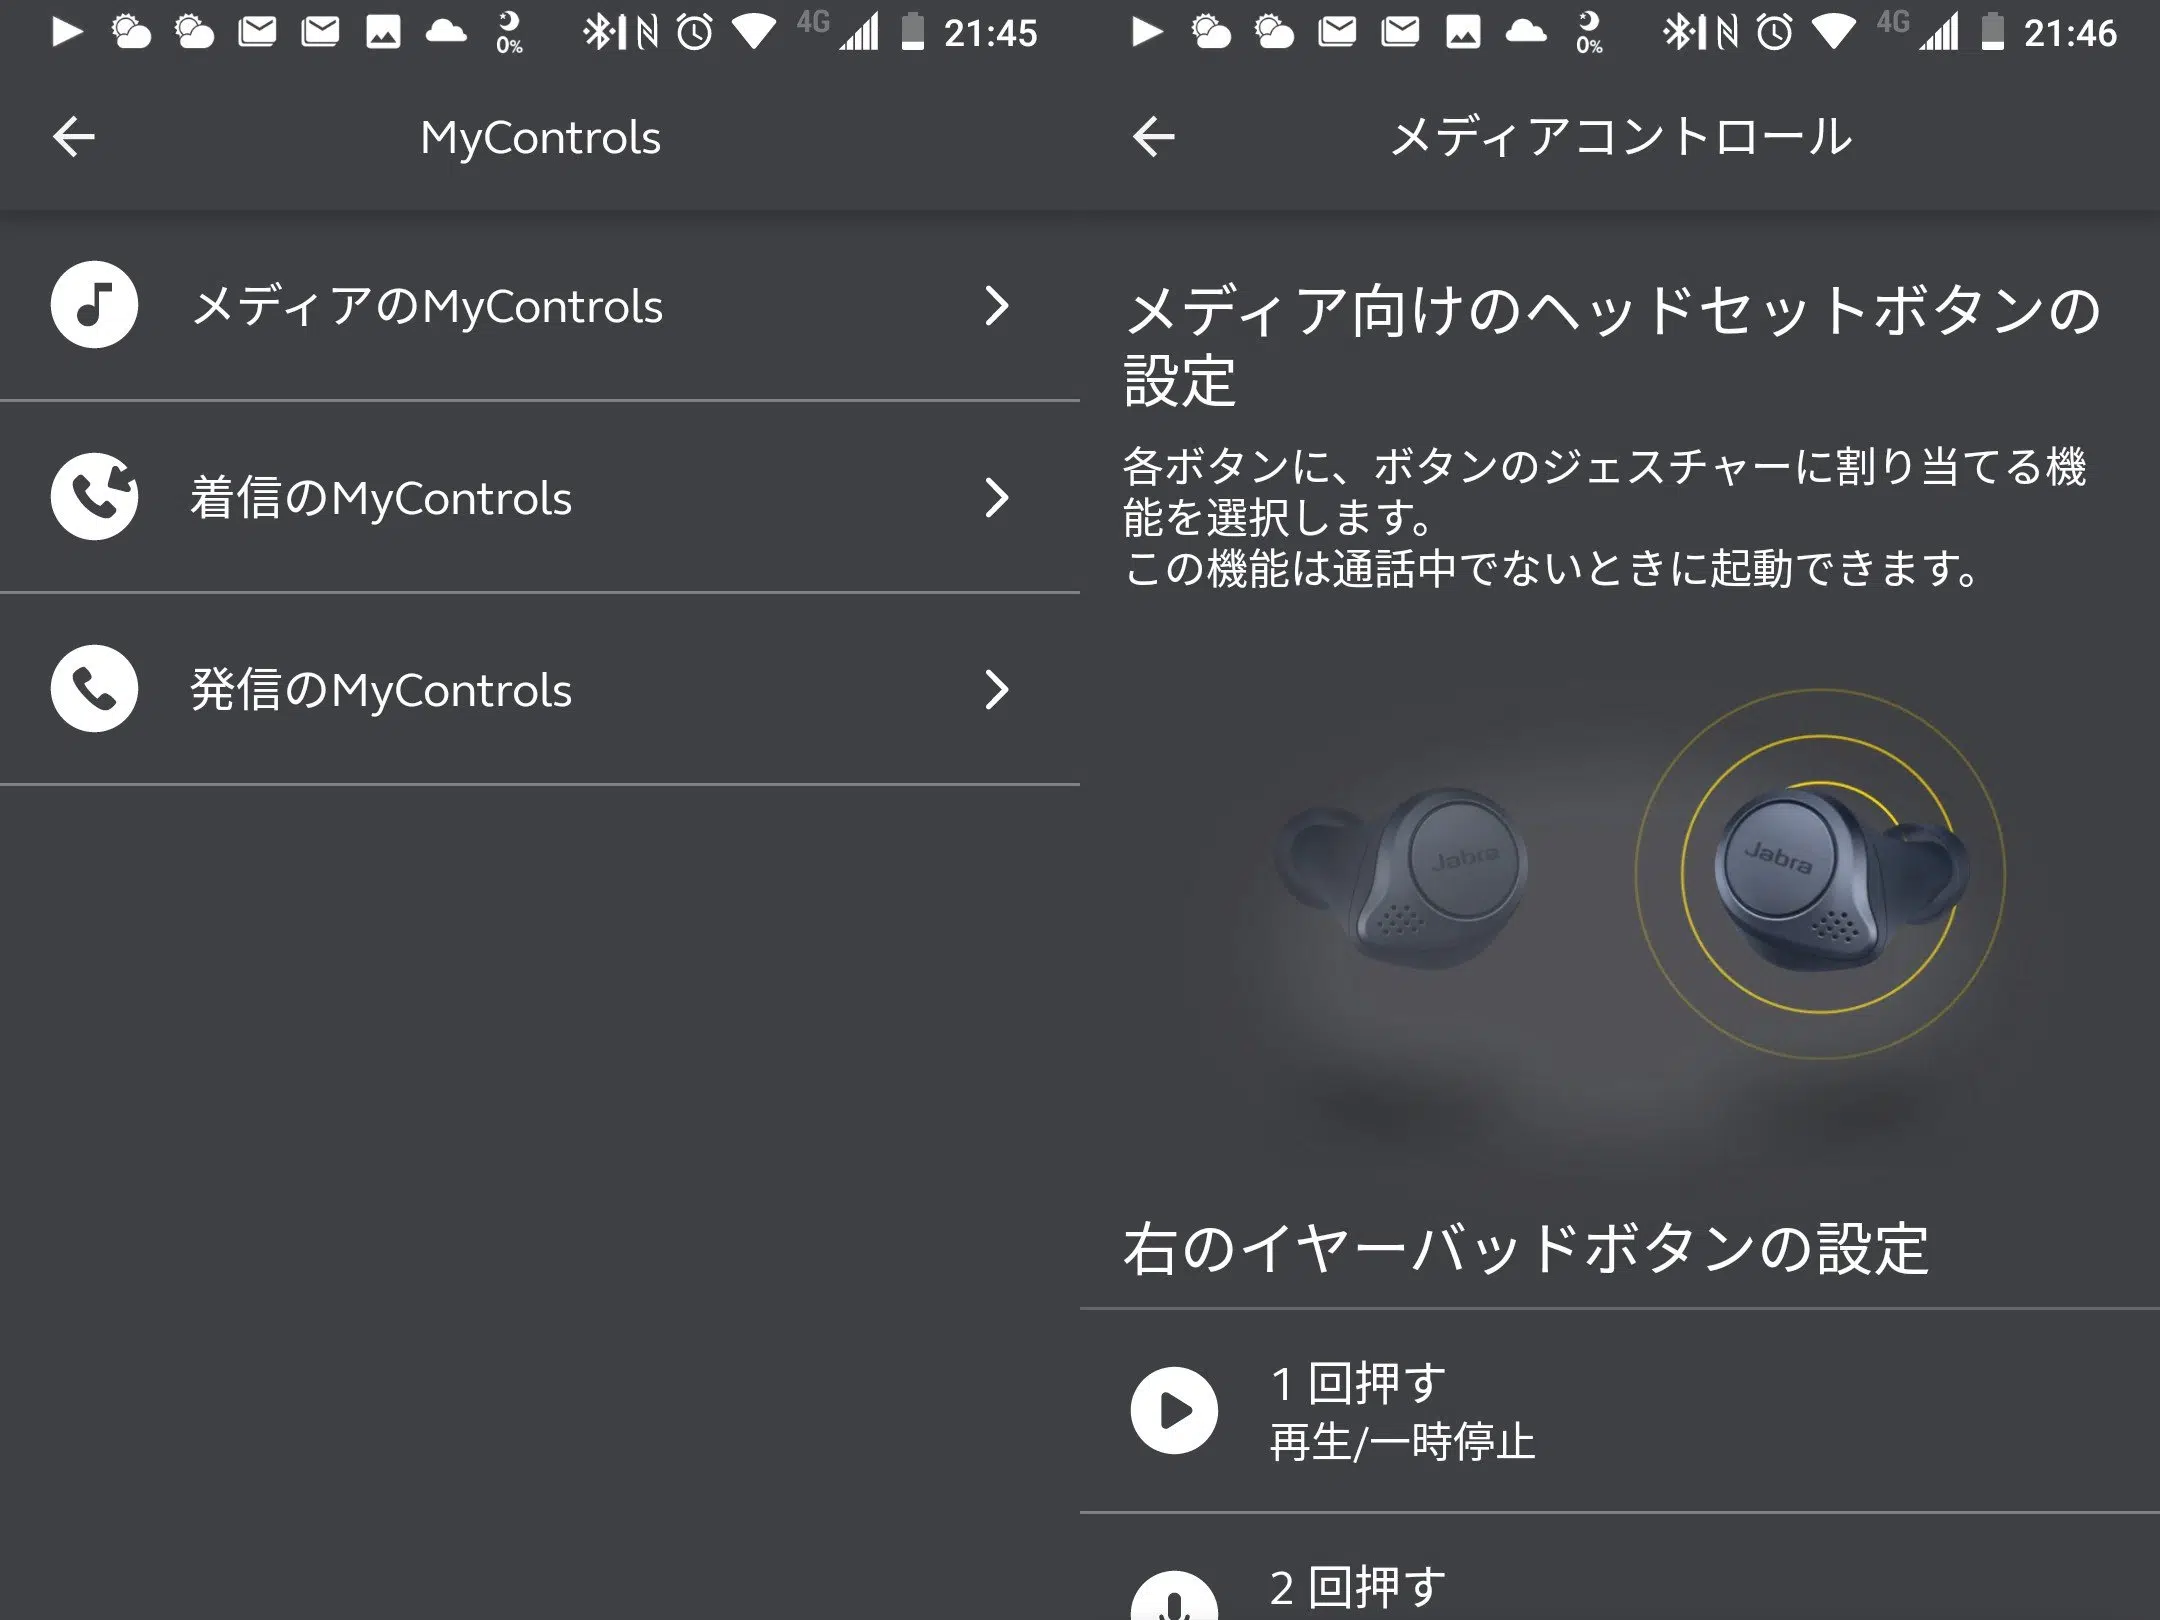 0%
4G
21:45
MyControls
メディアのMyControls
着信のMyControls
発信のMyControls
0%
4G
21:46
メディアコントロール
メディア向けのヘッドセットボタンの
設定
各ボタンに、ボタンのジェスチャーに割り当てる機
能を選択します。
この機能は通話中でないときに起動できます。
Jabra
Jabra
右のイヤーバッドボタンの設定
1 回押す
再生/一時停止
2 回押す